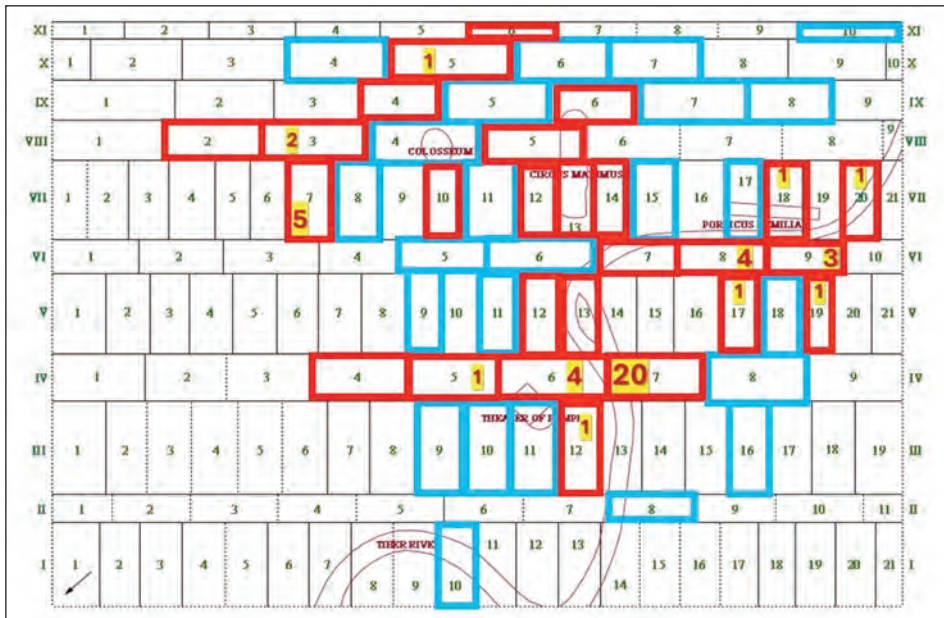 XI 1 2 3 4 5 6 7 8 9 10 XI
X 1 2 3 4 1 5 6 7 8 9 10 X
IX 1 2 3 4 5 6 7 8 9 IX
VIII 1 2 2 3 4 5 6 7 8 9 VIII
COLOSSEUM
CIRCUS MAXIMUS
VII 1 2 3 4 5 6 7 8 9 10 11 12 13 14 15 16 17 18 19 20 21 VII
5 1 1
PORTICUS EMILIA
VI 1 2 3 4 5 6 7 8 4 9 3 10 VI
1 1
V 1 2 3 4 5 6 7 8 9 10 11 12 13 14 15 16 17 18 19 20 21 V
IV 1 2 3 4 5 1 6 4 20 7 8 9 IV
THEATER OF POMPE
1
III 1 2 3 4 5 6 7 8 9 10 11 12 13 14 15 16 17 18 19 III
II 1 2 3 4 5 6 7 8 9 10 11 II
TIBER RIVE
I 1 2 3 4 5 6 7 8 9 10 11 12 13 14 15 16 17 18 19 20 21 I